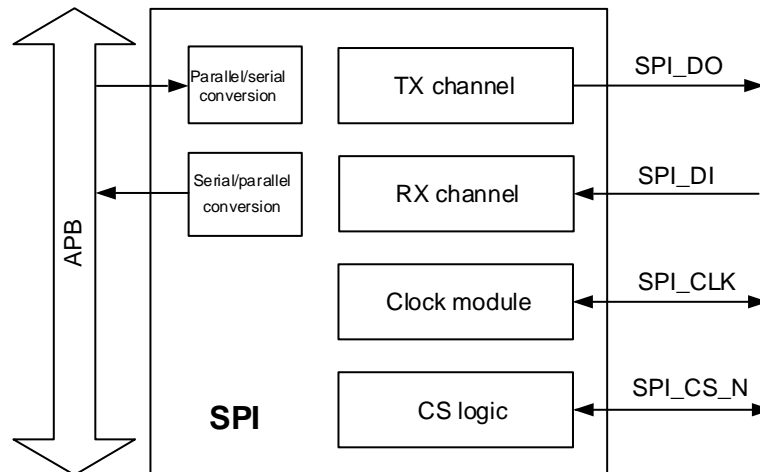 Parallel/serial
conversion
TX channel
SPI_DO
Serial/parallel
conversion
RX channel
SPI_DI
APB
Clock module
SPI_CLK
SPI
CS logic
SPI_CS_N